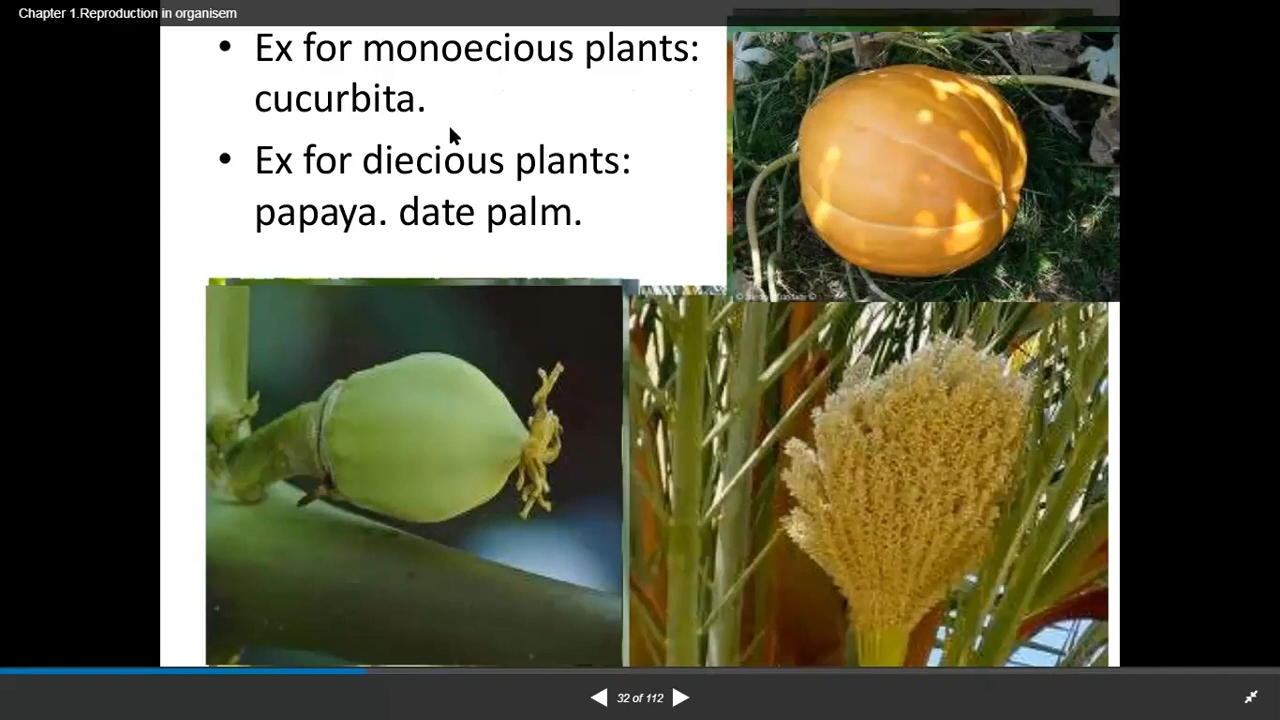 Chapter 1.Reproduction in organisem
• Ex for monoecious plants:
cucurbita.
• Ex for diecious plants:
papaya. date palm.
32 of 112